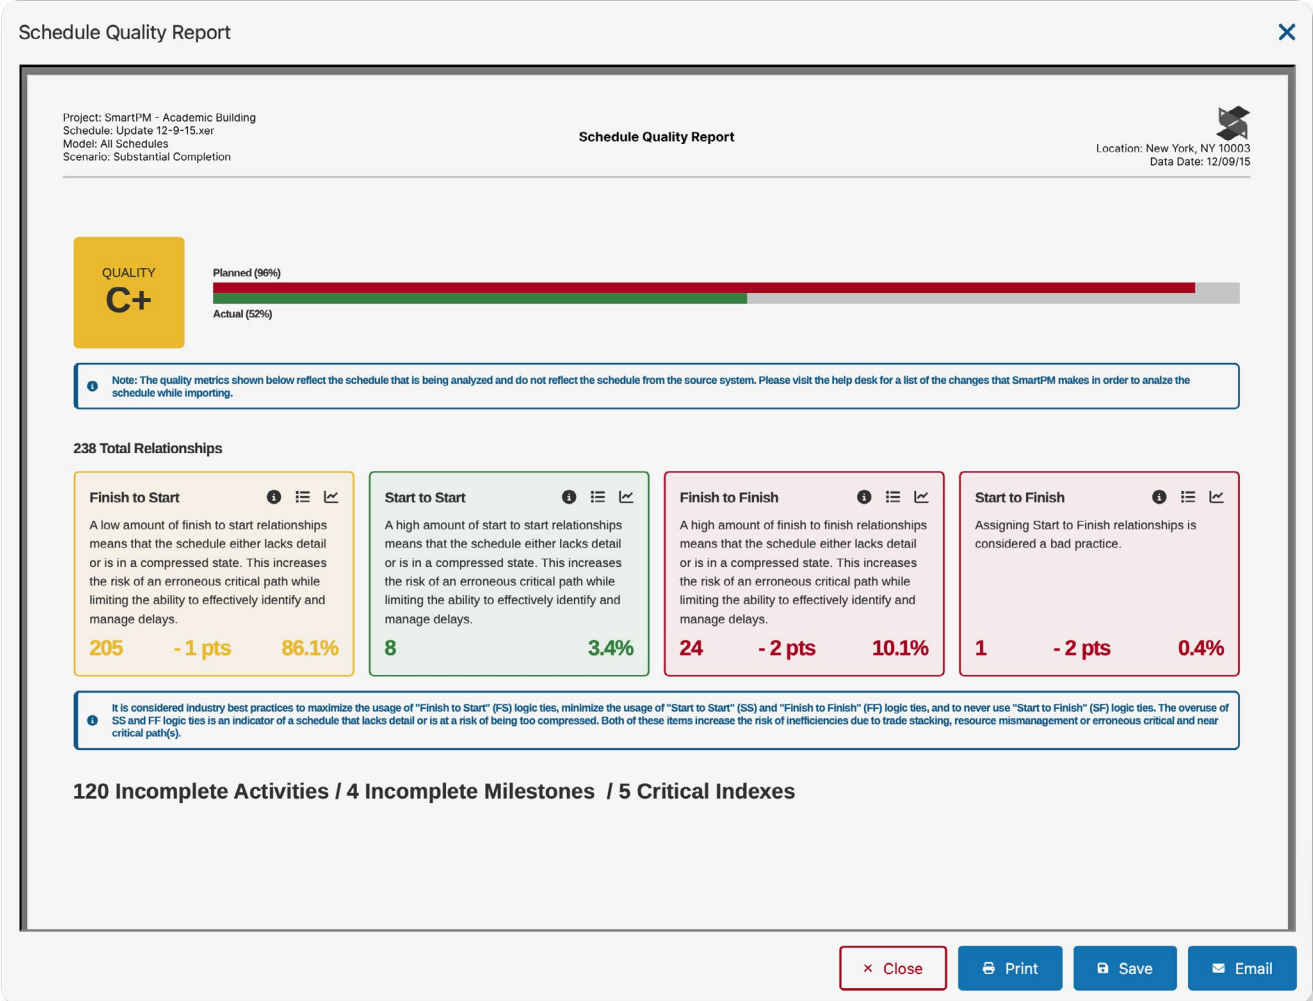 Schedule Quality Report
Project: SmartPM - Academic Building
Schedule: Update 12-9-15.xer
Model: All Schedules
Scenario: Substantial Completion
Schedule Quality Report
Location: New York, NY 10003
Data Date: 12/09/15
QUALITY
C+
Planned (96%)
Actual (52%)
Note: The quality metrics shown below reflect the schedule that is being analyzed and do not reflect the schedule from the source system. Please visit the help desk for a list of the changes that SmartPM makes in order to analze the
schedule while importing.
238 Total Relationships
Finish to Start
A low amount of finish to start relationships
means that the schedule either lacks detail
or is in a compressed state. This increases
the risk of an erroneous critical path while
limiting the ability to effectively identify and
manage delays.
205 - 1 pts 86.1%
Start to Start
A high amount of start to start relationships
means that the schedule either lacks detail
or is in a compressed state. This increases
the risk of an erroneous critical path while
limiting the ability to effectively identify and
manage delays.
8 3.4%
Finish to Finish
A high amount of finish to finish relationships
means that the schedule either lacks detail
or is in a compressed state. This increases
the risk of an erroneous critical path while
limiting the ability to effectively identify and
manage delays.
24 - 2 pts 10.1%
Start to Finish
Assigning Start to Finish relationships is
considered a bad practice.
1 - 2 pts 0.4%
It is considered industry best practices to maximize the usage of "Finish to Start" (FS) logic ties, minimize the usage of "Start to Start" (SS) and "Finish to Finish" (FF) logic ties, and to never use "Start to Finish" (SF) logic ties. The overuse of
SS and FF logic ties is an indicator of a schedule that lacks detail or is at a risk of being too compressed. Both of these items increase the risk of inefficiencies due to trade stacking, resource mismanagement or erroneous critical and near
critical path(s).
120 Incomplete Activities / 4 Incomplete Milestones / 5 Critical Indexes
Close
Print
Save
Email